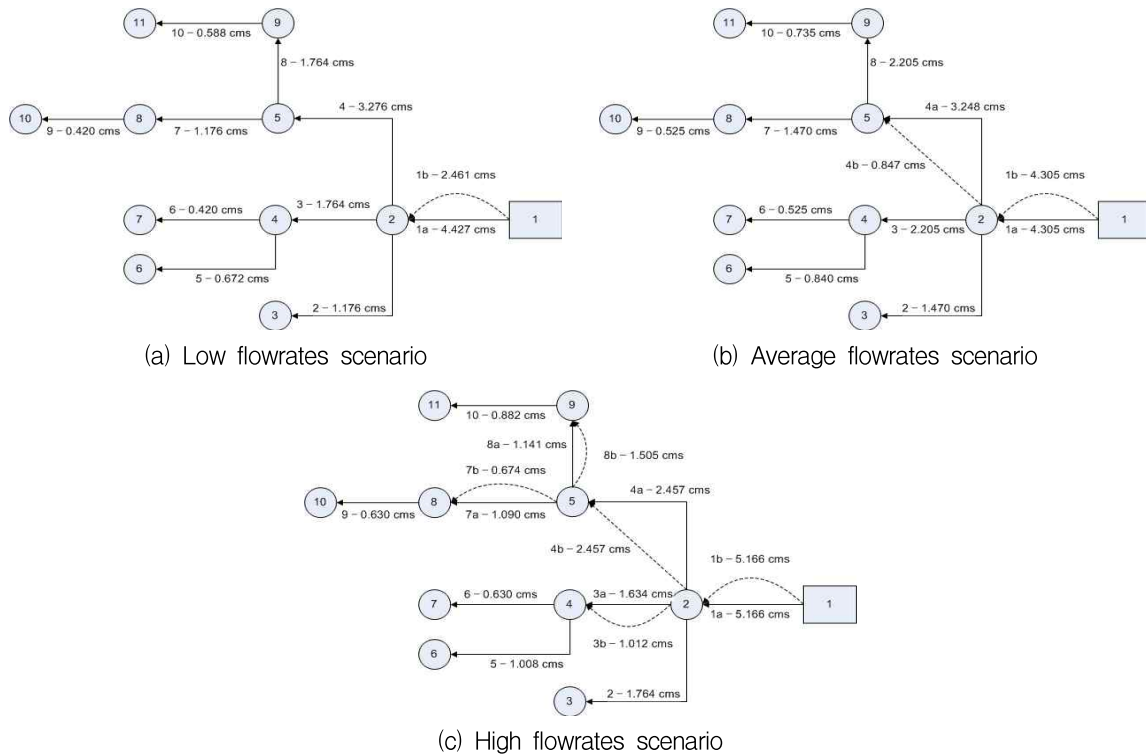 11
9
10 – 0.588 cms
8 – 1.764 cms
4 – 3.276 cms
10
8
5
9 – 0.420 cms
7 – 1.176 cms
1b – 2.461 cms
7
6 – 0.420 cms
4
3 – 1.764 cms
2
1
1a – 4.427 cms
6
5 – 0.672 cms
3
2 – 1.176 cms
(a) Low flowrates scenario
11
9
10 – 0.735 cms
8 – 2.205 cms
4a – 3.248 cms
10
8
5
9 – 0.525 cms
7 – 1.470 cms
4b – 0.847 cms
1b – 4.305 cms
7
6 – 0.525 cms
4
2
1
3 – 2.205 cms
1a – 4.305 cms
6
5 – 0.840 cms
3
2 – 1.470 cms
(b) Average flowrates scenario
11
9
10 – 0.882 cms
8a – 1.141 cms
8b – 1.505 cms
7b – 0.674 cms
4a – 2.457 cms
10
8
5
9 – 0.630 cms
7a – 1.090 cms
4b – 2.457 cms
1b – 5.166 cms
7
6 – 0.630 cms
4
3a – 1.634 cms
2
1
1a – 5.166 cms
3b – 1.012 cms
6
5 – 1.008 cms
3
2 – 1.764 cms
(c) High flowrates scenario